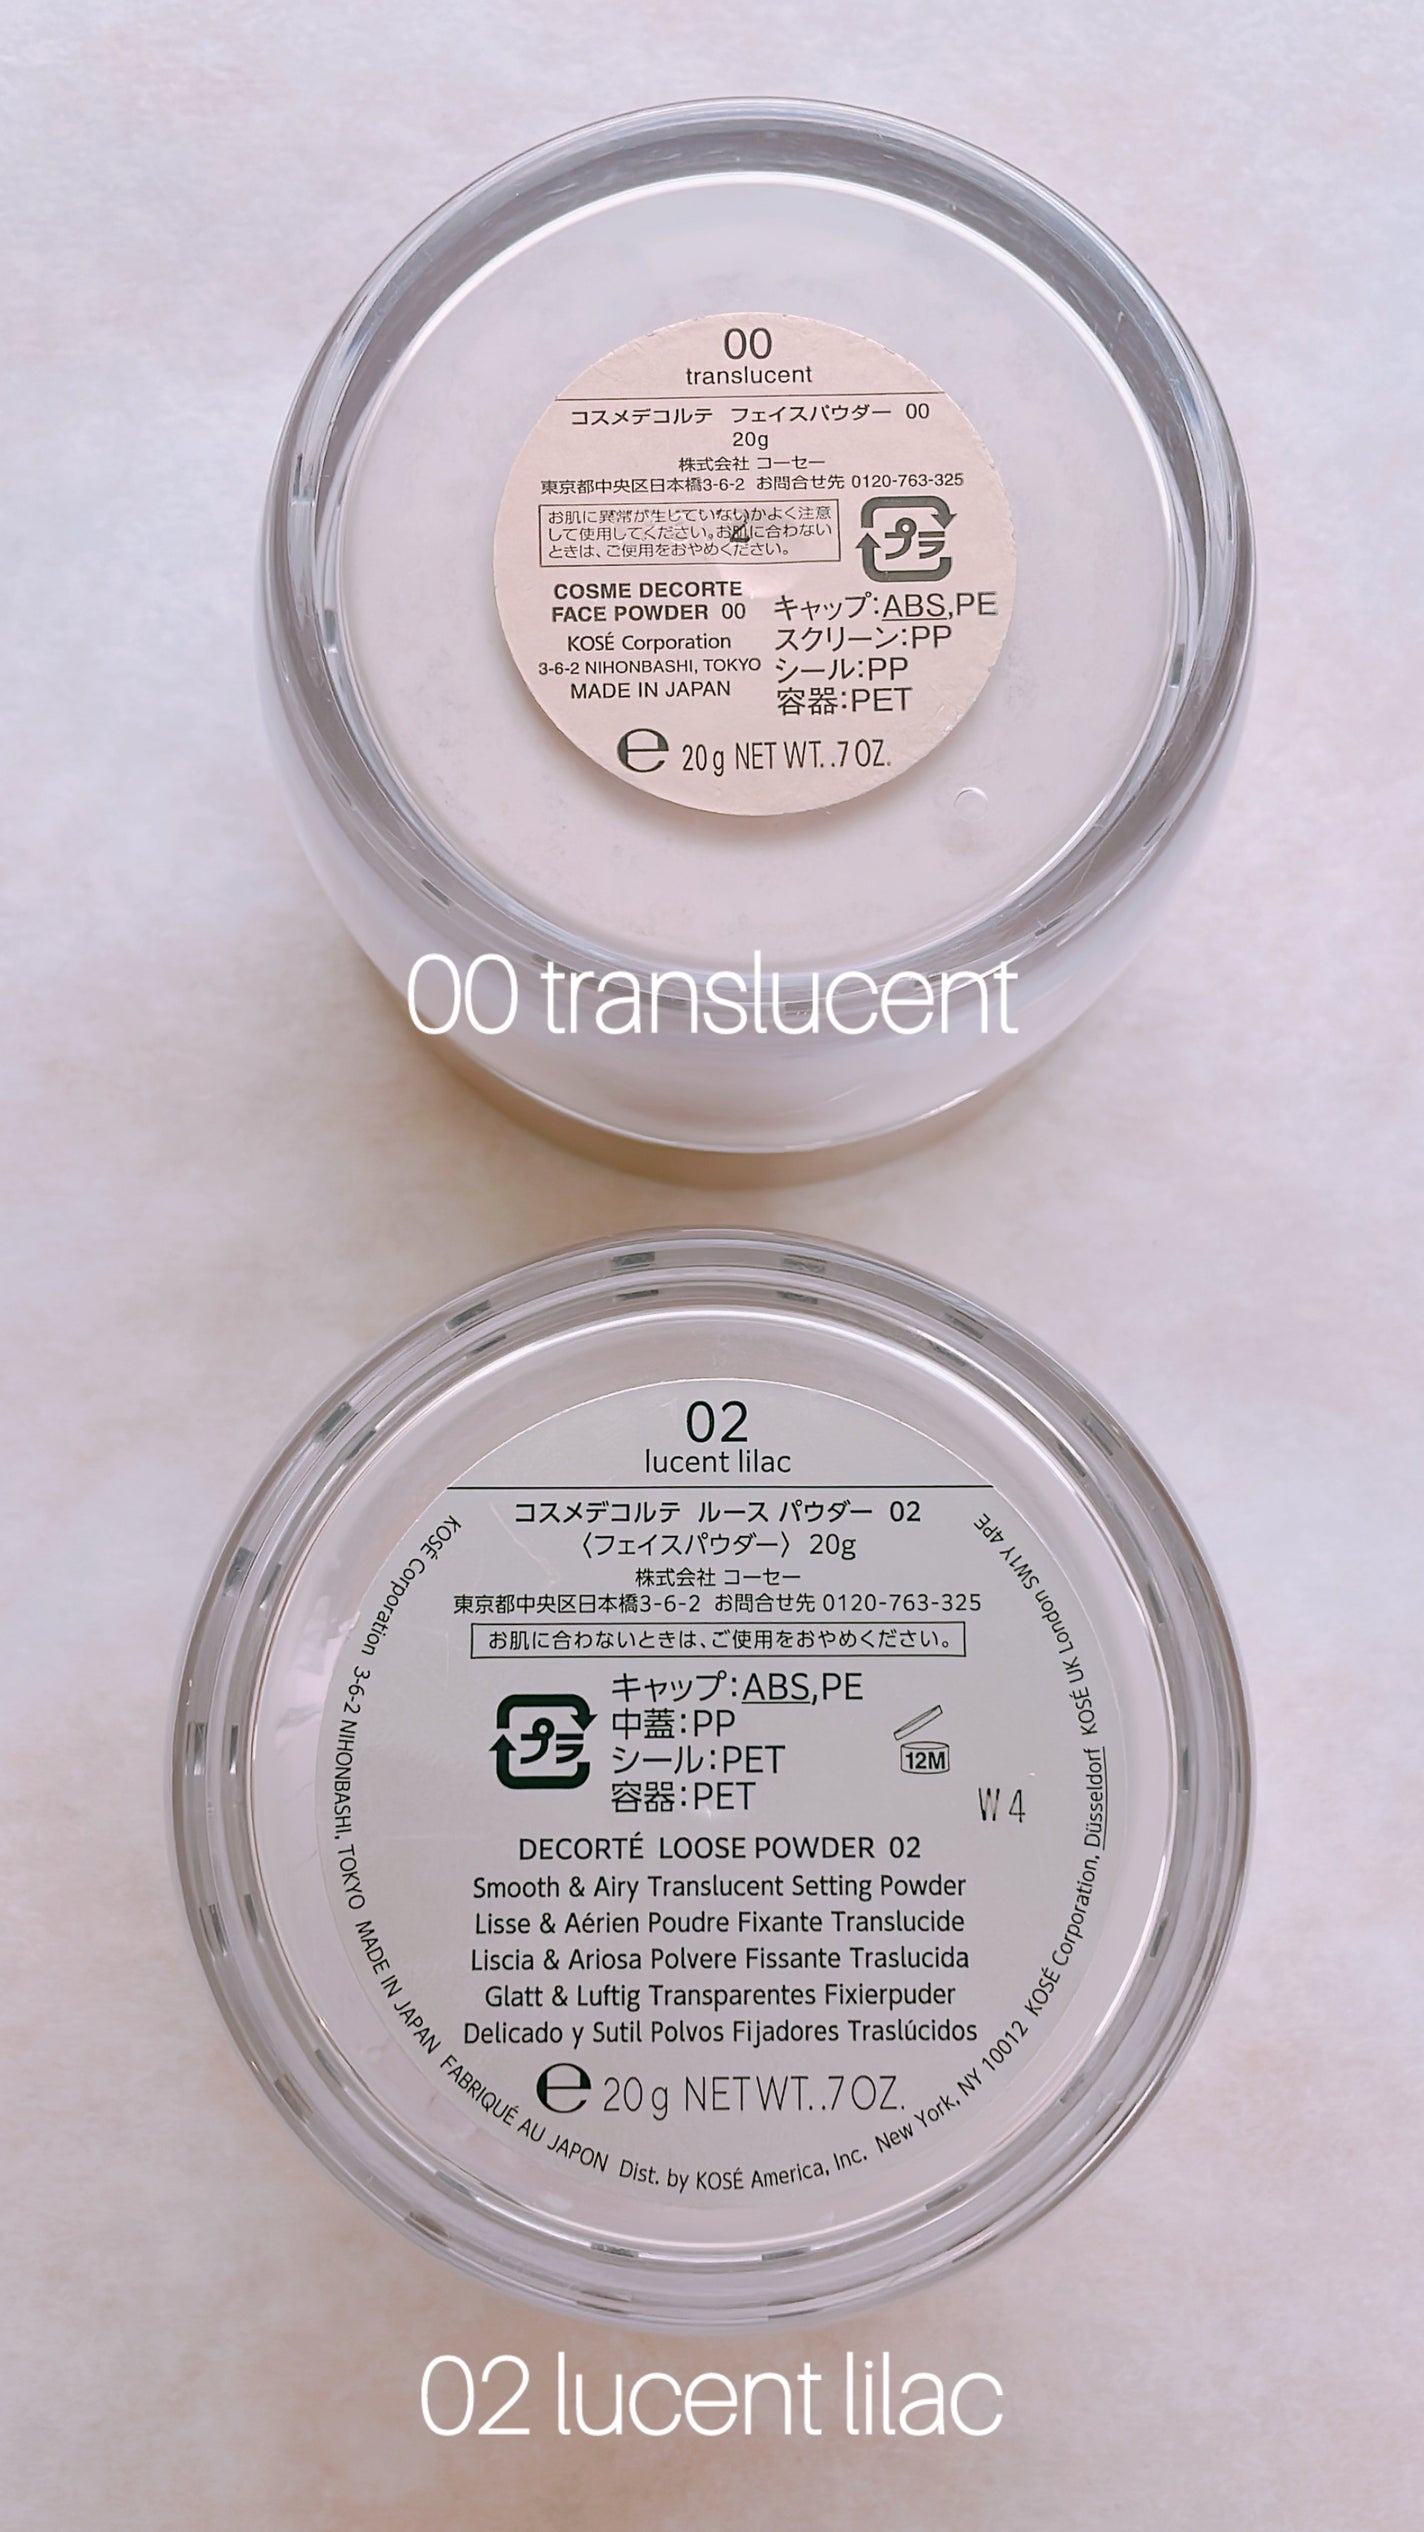 00
translucent
コスメデコルテ フェイスパウダー 00
20g
株式会社 コーセー
東京都中央区日本橋3-6-2 お問合せ先 0120-763-325
お肌に異常が生じていないかよく注意
して使用してください。お肌に合わない
ときは、ご使用をおやめください。
プラ
COSME DECORTE
FACE POWDER 00
KOSÉ Corporation
3-6-2 NIHONBASHI, TOKYO
MADE IN JAPAN
キャップ:ABS,PE
スクリーン:PP
シール:PP
容器:PET
e 20g NET WT. .7 OZ.
00 translucent
02
lucent lilac
コスメデコルテ ルース パウダー 02
〈フェイスパウダー〉 20g
株式会社 コーセー
東京都中央区日本橋3-6-2 お問合せ先 0120-763-325
お肌に合わないときは、ご使用をおやめください。
プラ
キャップ:ABS,PE
中蓋:PP
シール:PET
容器:PET
12M
W4
DECORTÉ LOOSE POWDER 02
Smooth & Airy Translucent Setting Powder
Lisse & Aérien Poudre Fixante Translucide
Liscia & Ariosa Polvere Fissante Traslucida
Glatt & Luftig Transparentes Fixierpuder
Delicado y Sutil Polvos Fijadores Traslúcidos
e 20g NET WT. .7 OZ.
KOSÉ Corporation 3-6-2 NIHONBASHI, TOKYO MADE IN JAPAN FABRIQUÉ AU JAPON Dist. by KOSÉ America, Inc. New York, NY 10012 KOSÉ Corporation, Düsseldorf KOSÉ UK London SW1Y 4PE
02 lucent lilac